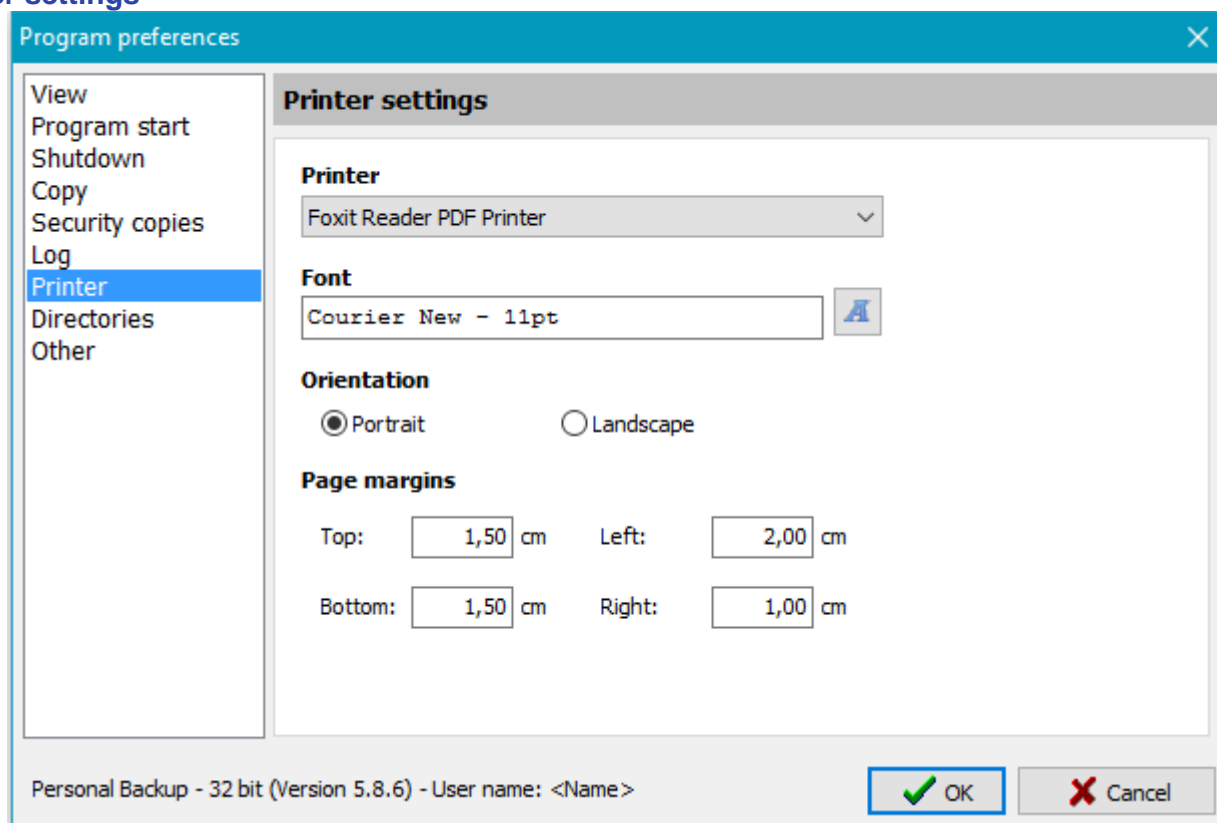 settings
Program preferences
View
Program start
Shutdown
Copy
Security copies
Log
Printer
Directories
Other
Printer settings
Printer
Foxit Reader PDF Printer
Font
Courier New - 11pt
A
Orientation
Portrait
Landscape
Page margins
Top: 1,50 cm Left: 2,00 cm
Bottom: 1,50 cm Right: 1,00 cm
Personal Backup - 32 bit (Version 5.8.6) - User name: <Name>
OK
Cancel